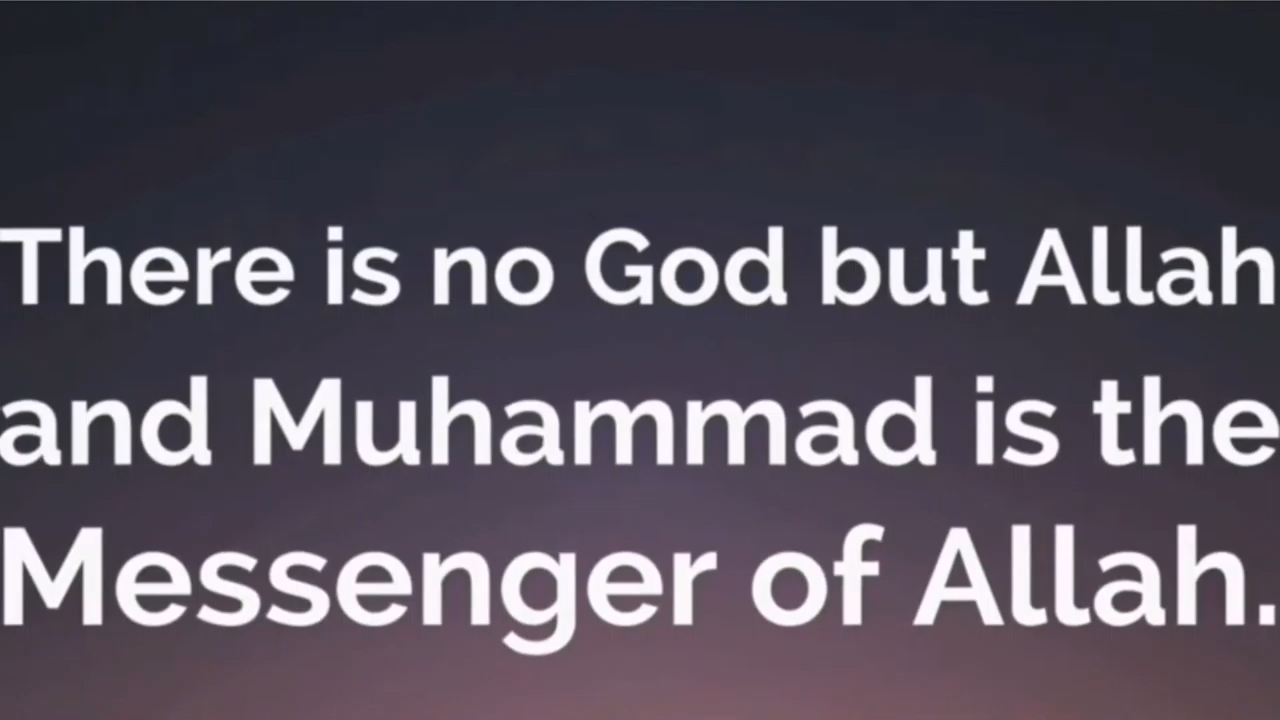 There is no God but Allah
and Muhammad is the
Messenger of Allah.